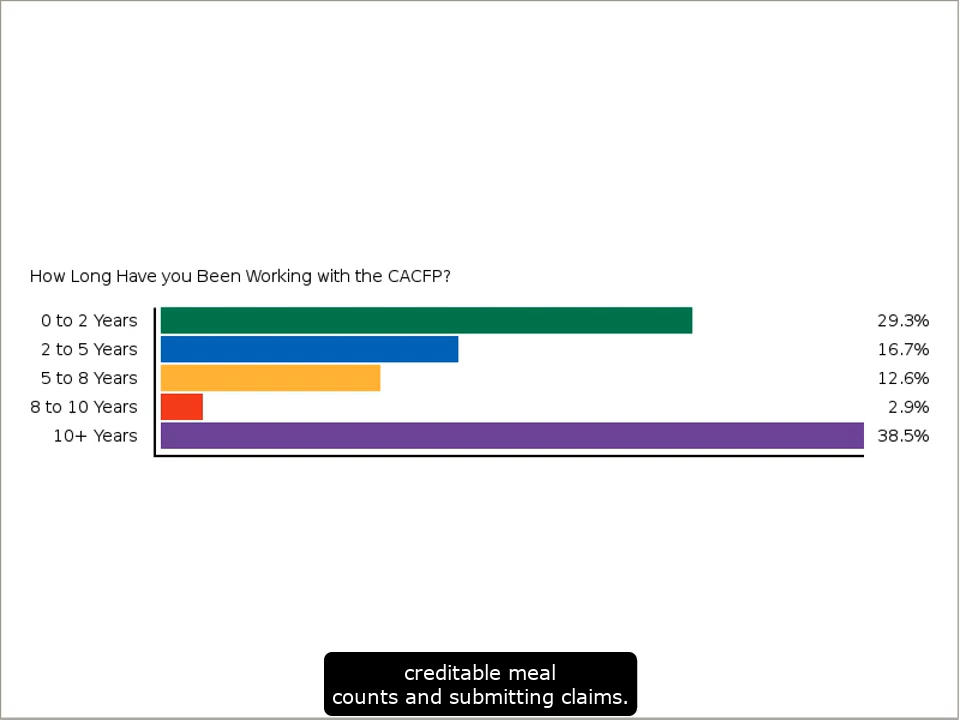 How Long Have you Been Working with the CACFP?
0 to 2 Years 29.3%
2 to 5 Years 16.7%
5 to 8 Years 12.6%
8 to 10 Years 2.9%
10+ Years 38.5%
creditable meal
counts and submitting claims.